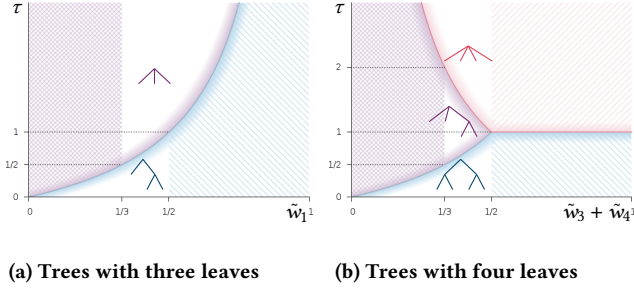 τ
1
1/2
0
0
1/3
1/2
w̃₁
1
τ
2
1
1/2
0
0
1/3
1/2
w̃₃ + w̃₄
1
(a) Trees with three leaves
(b) Trees with four leaves